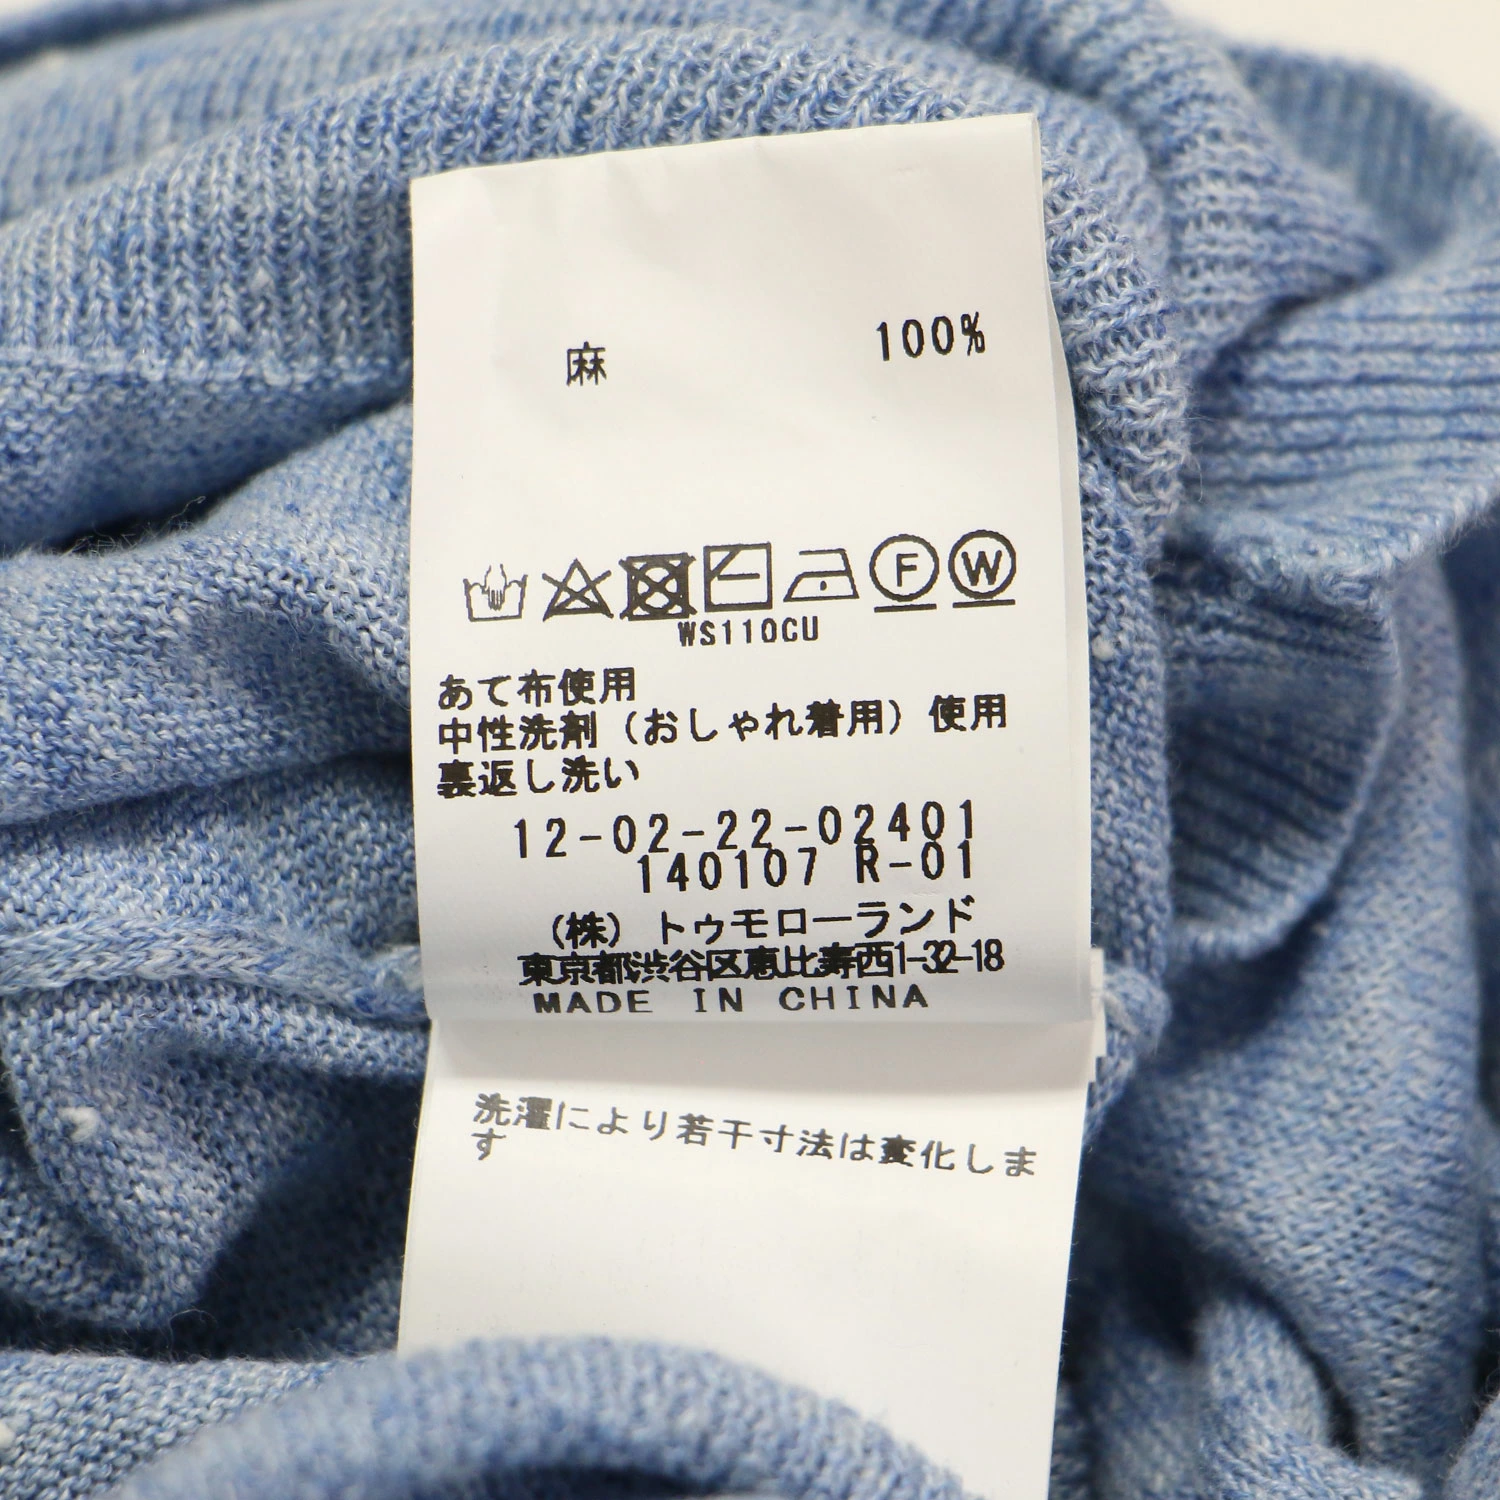 麻 100%
F W
WS110CU
あて布使用
中性洗剤（おしゃれ着用）使用
裏返し洗い
12-02-22-02401
140107 R-01
（株）トゥモローランド
東京都渋谷区恵比寿西1-32-18
MADE IN CHINA
洗濯により若干寸法は変化しま
す